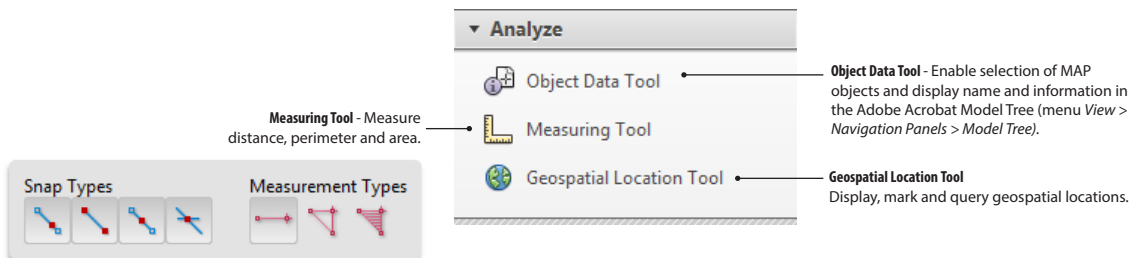 Analyze
Object Data Tool
Measuring Tool
Geospatial Location Tool
Object Data Tool - Enable selection of MAP
objects and display name and information in
the Adobe Acrobat Model Tree (menu View >
Navigation Panels > Model Tree).
Measuring Tool - Measure
distance, perimeter and area.
Geospatial Location Tool
Display, mark and query geospatial locations.
Snap Types
Measurement Types